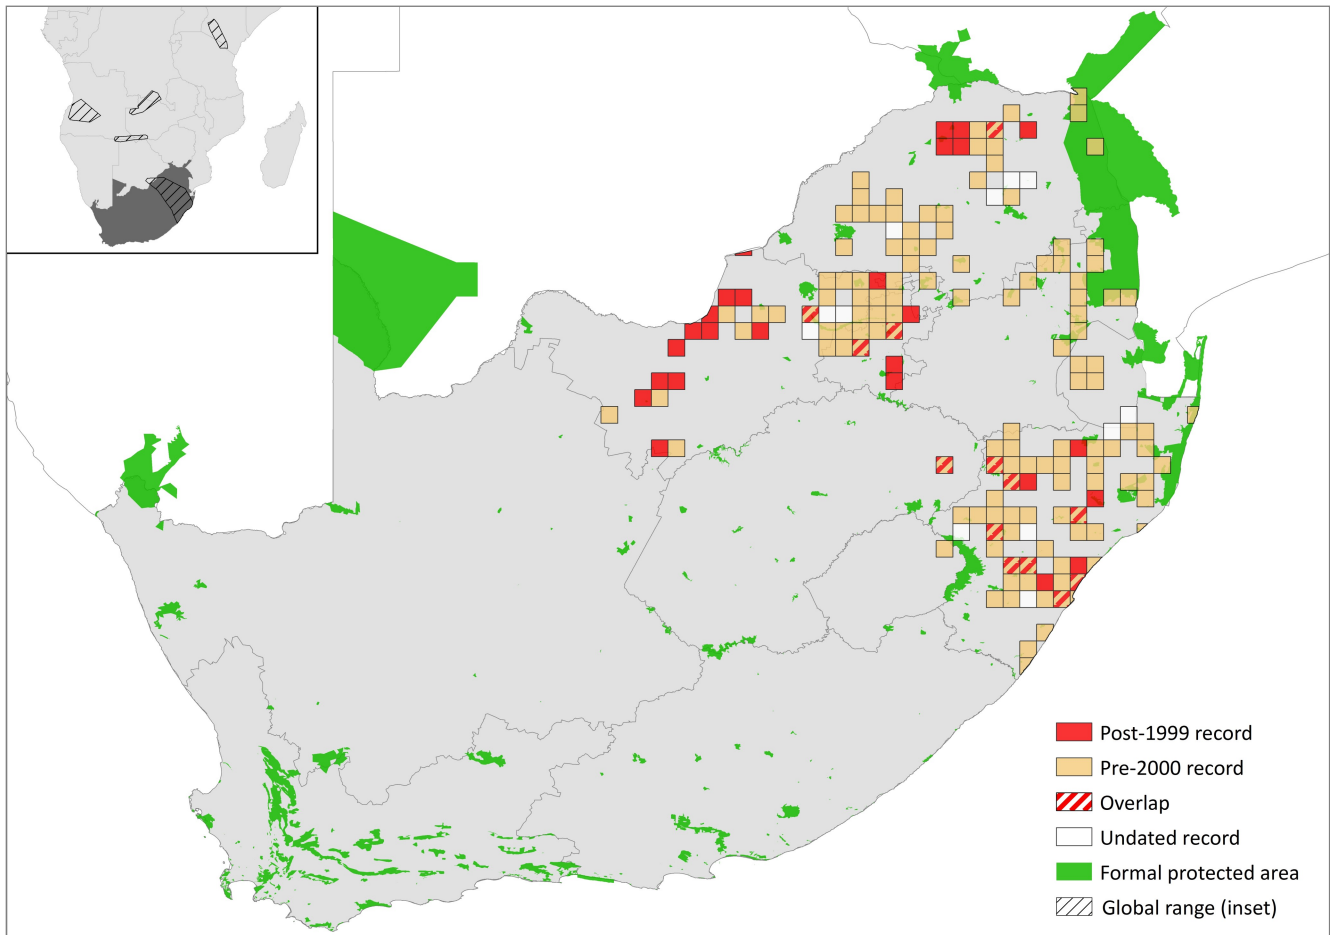 Post-1999 record
Pre-2000 record
Overlap
Undated record
Formal protected area
Global range (inset)